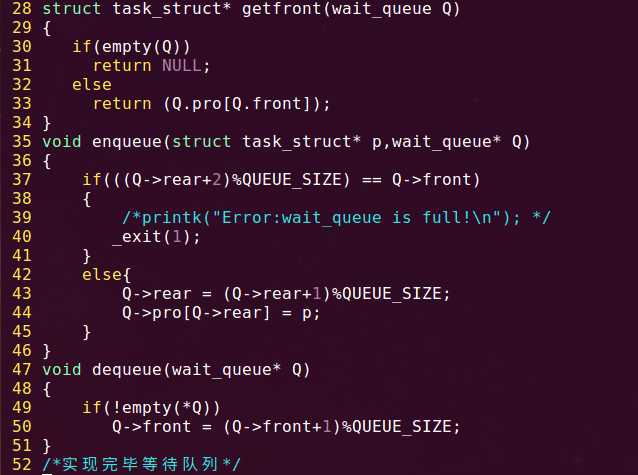 28 struct task_struct* getfront(wait_queue Q)
29 {
30    if(empty(Q))
31      return NULL;
32    else
33      return (Q.pro[Q.front]);
34 }
35 void enqueue(struct task_struct* p,wait_queue* Q)
36 {
37     if(((Q->rear+2)%QUEUE_SIZE) == Q->front)
38     {
39         /*printk("Error:wait_queue is full!\n"); */
40        _exit(1);
41     }
42     else{
43         Q->rear = (Q->rear+1)%QUEUE_SIZE;
44         Q->pro[Q->rear] = p;
45     }
46 }
47 void dequeue(wait_queue* Q)
48 {
49     if(!empty(*Q))
50        Q->front = (Q->front+1)%QUEUE_SIZE;
51 }
52 /*实现完毕等待队列*/